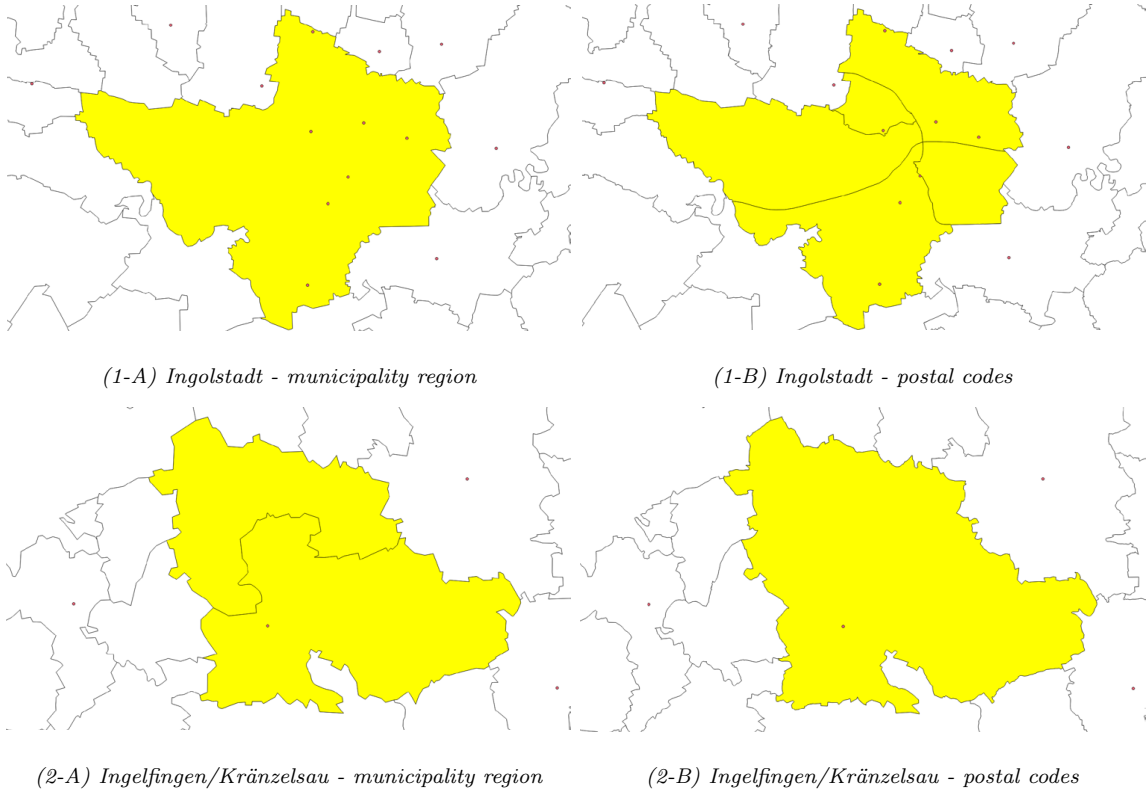 (1-A) Ingolstadt - municipality region
(1-B) Ingolstadt - postal codes
(2-A) Ingelfingen/Kränzelsau - municipality region
(2-B) Ingelfingen/Kränzelsau - postal codes